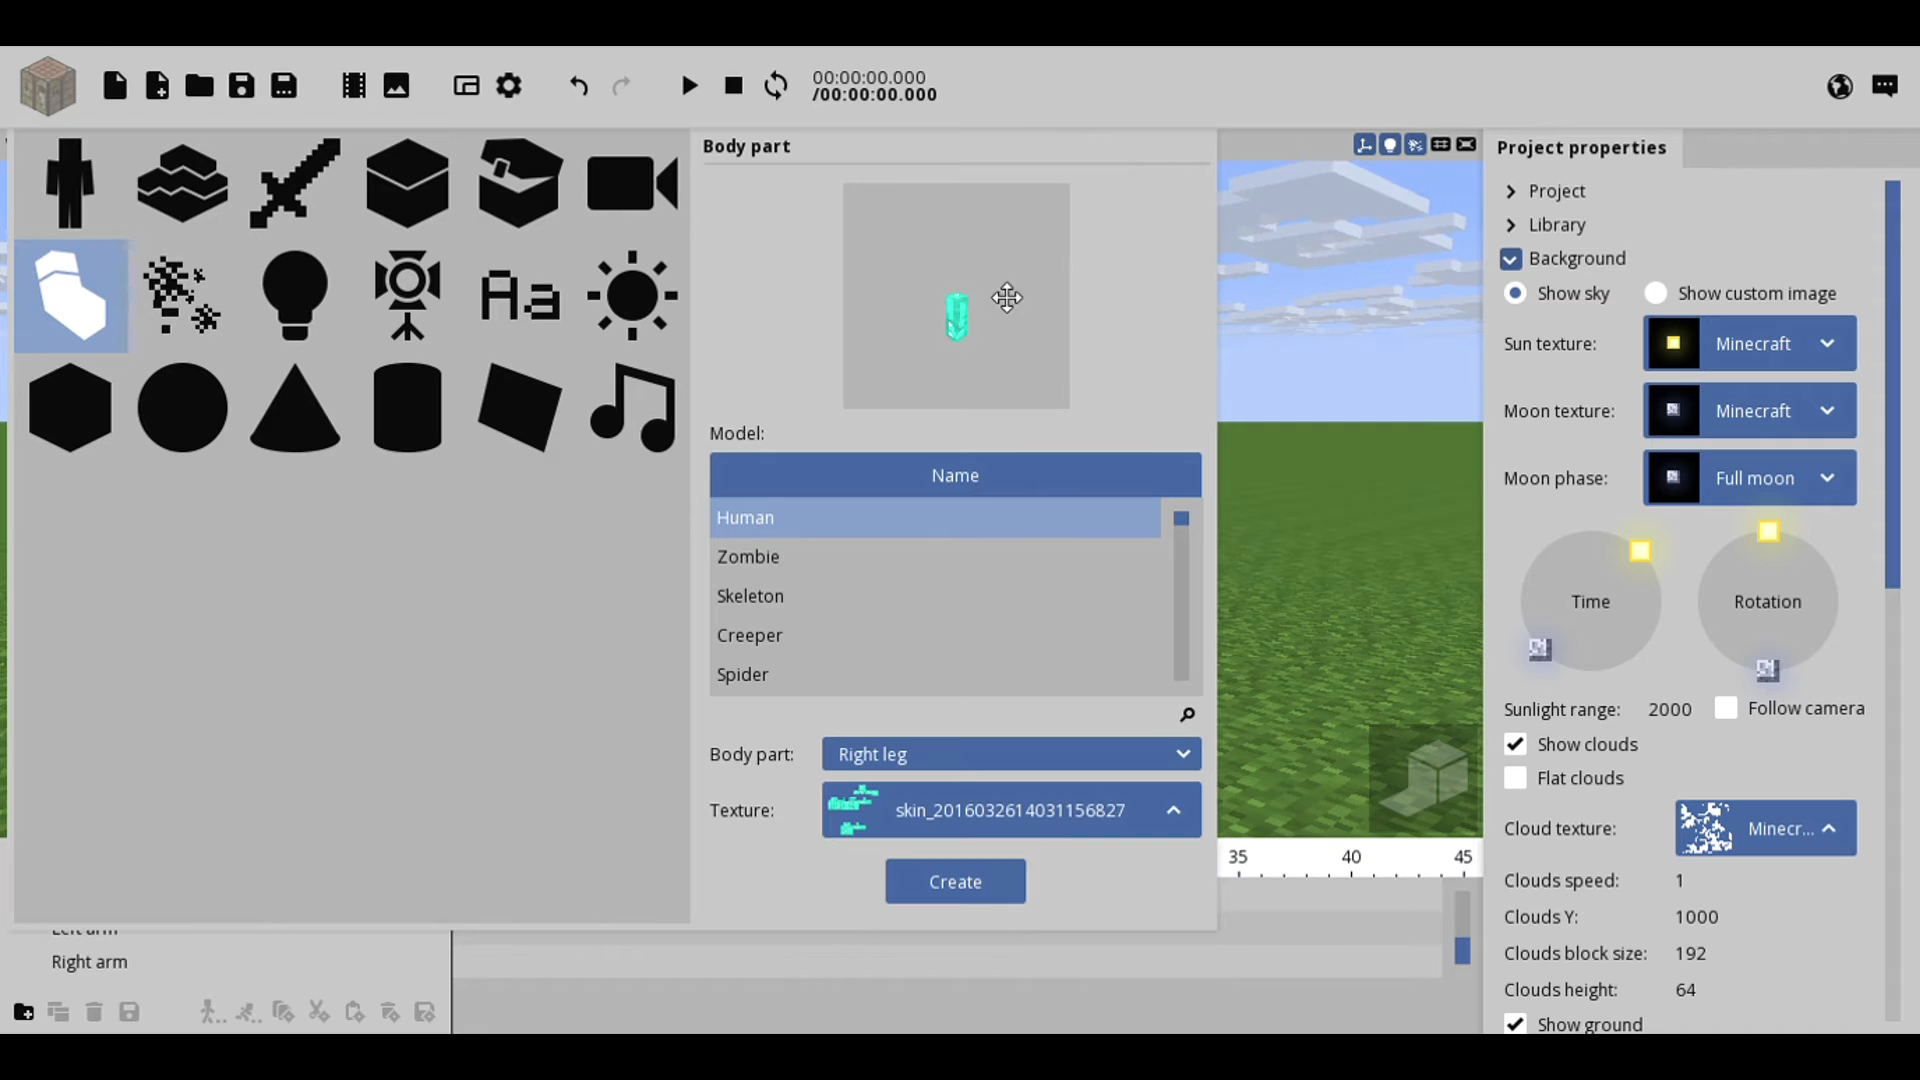 00:00:00.000
/00:00:00.000
Body part
Project properties
Project
Library
Background
Show sky
Show custom image
Aa
Sun texture:
Minecraft
Moon texture:
Minecraft
Model:
Name
Moon phase:
Full moon
Human
Zombie
Skeleton
Time
Rotation
Creeper
Spider
Sunlight range:
2000
Follow camera
Show clouds
Body part:
Right leg
Flat clouds
Texture:
skin_2016032614031156827
Cloud texture:
Minecr...
35
40
45
Create
Clouds speed:
1
Clouds Y:
1000
Left arm
Clouds block size:
192
Right arm
Clouds height:
64
Show ground